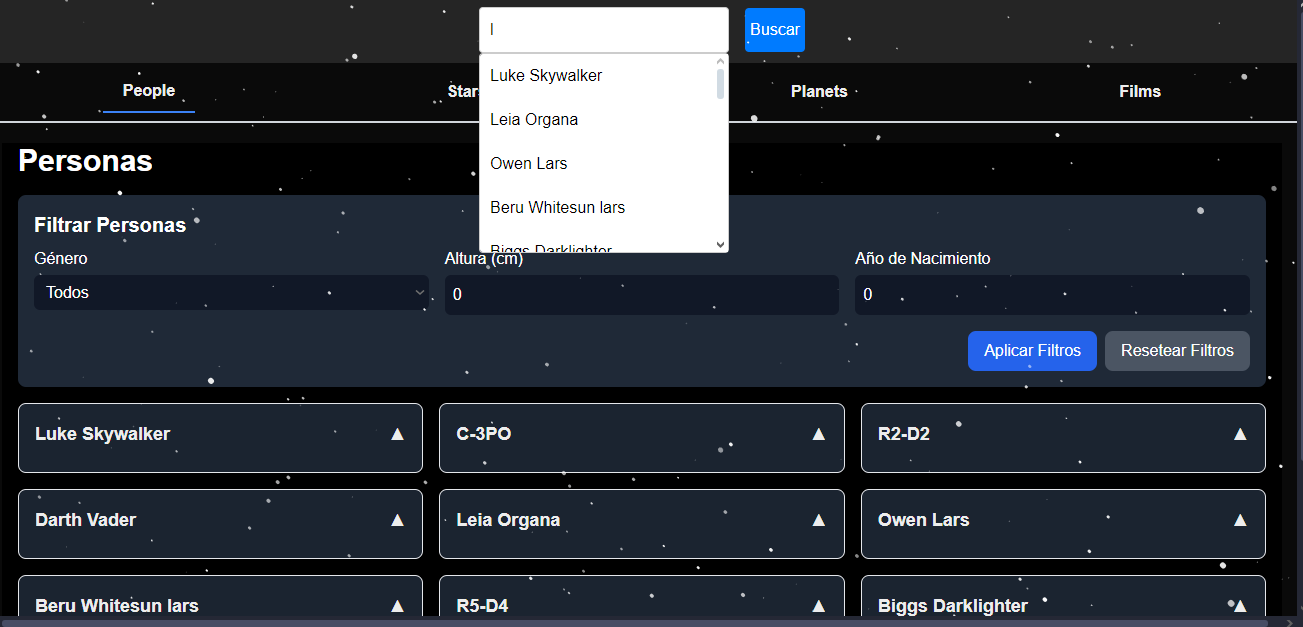 l
Buscar
Luke Skywalker
Leia Organa
Owen Lars
Beru Whitesun lars
Biggs Darklighter
People
Stars
Planets
Films
Personas
Filtrar Personas
Género
Altura (cm)
Año de Nacimiento
Todos
0
0
Aplicar Filtros
Resetear Filtros
Luke Skywalker ▲
C-3PO ▲
R2-D2 ▲
Darth Vader ▲
Leia Organa ▲
Owen Lars ▲
Beru Whitesun lars ▲
R5-D4 ▲
Biggs Darklighter ▲